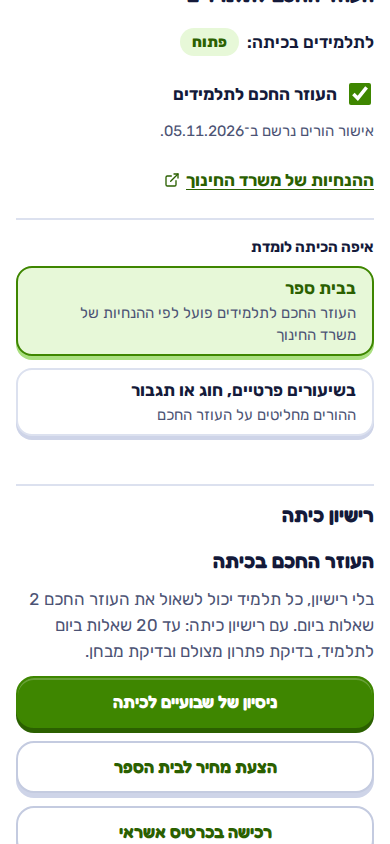 לתלמידים בכיתה: פתוח
העוזר החכם לתלמידים
אישור הורים נרשם ב־05.11.2026.
ההנחיות של משרד החינוך
איפה הכיתה לומדת
בבית ספר
העוזר החכם לתלמידים פועל לפי ההנחיות של
משרד החינוך
בשיעורים פרטיים, חוג או תגבור
ההורים מחליטים על העוזר החכם
רישיון כיתה
העוזר החכם בכיתה
בלי רישיון, כל תלמיד יכול לשאול את העוזר החכם 2
שאלות ביום. עם רישיון כיתה: עד 20 שאלות ביום
לתלמיד, בדיקת פתרון מצולם ובדיקת מבחן.
ניסיון של שבועיים לכיתה
הצעת מחיר לבית הספר
רכישה בכרטיס אשראי